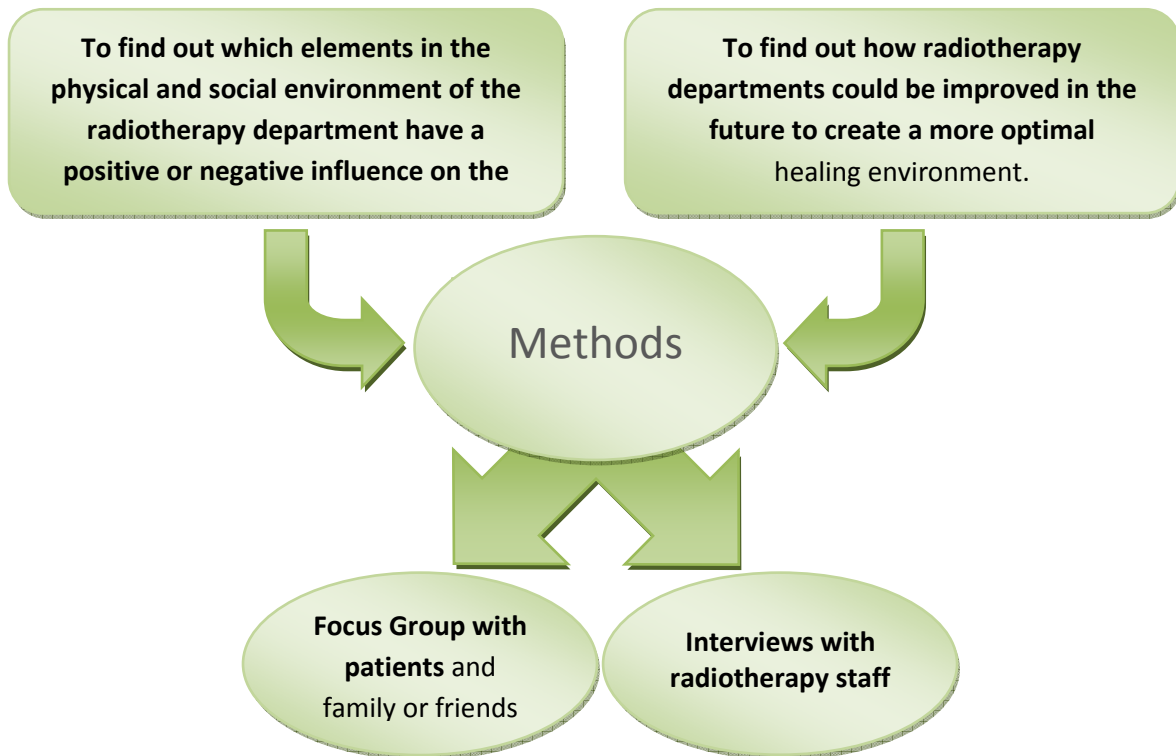 To find out which elements in the
physical and social environment of the
radiotherapy department have a
positive or negative influence on the
To find out how radiotherapy
departments could be improved in the
future to create a more optimal
healing environment.
Methods
Focus Group with
patients and
family or friends
Interviews with
radiotherapy staff